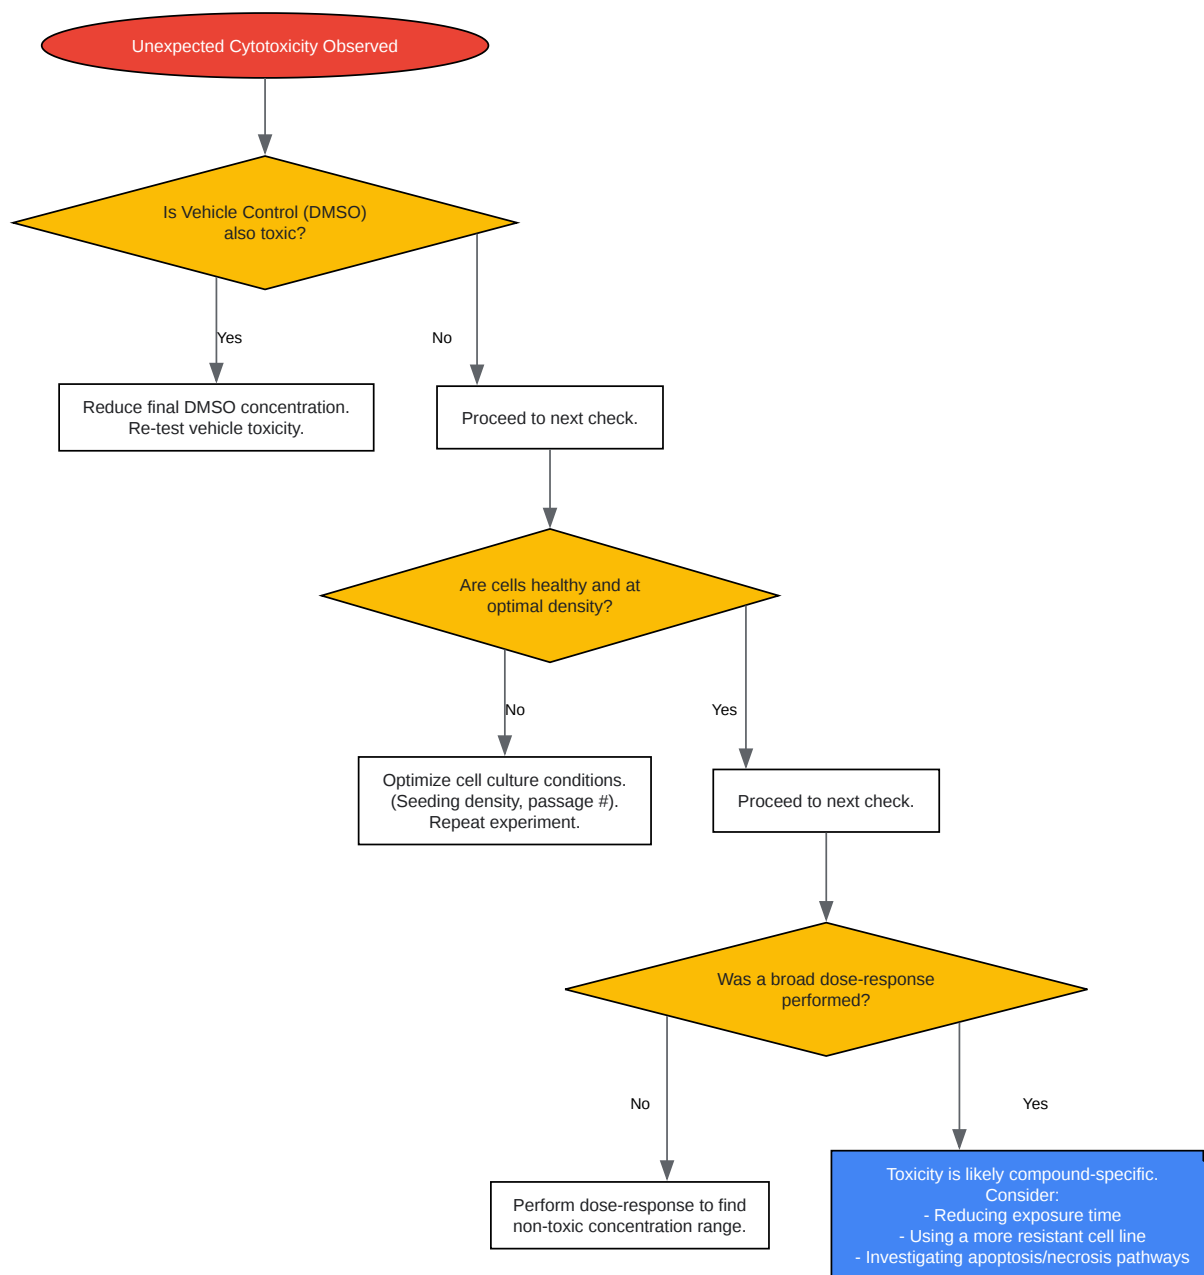 Unexpected Cytotoxicity Observed
Is Vehicle Control (DMSO)
also toxic?
Yes
No
Reduce final DMSO concentration.
Re-test vehicle toxicity.
Proceed to next check.
Are cells healthy and at
optimal density?
No
Yes
Optimize cell culture conditions.
(Seeding density, passage #).
Repeat experiment.
Proceed to next check.
Was a broad dose-response
performed?
No
Yes
Perform dose-response to find
non-toxic concentration range.
Toxicity is likely compound-specific.
Consider:
- Reducing exposure time
- Using a more resistant cell line
- Investigating apoptosis/necrosis pathways